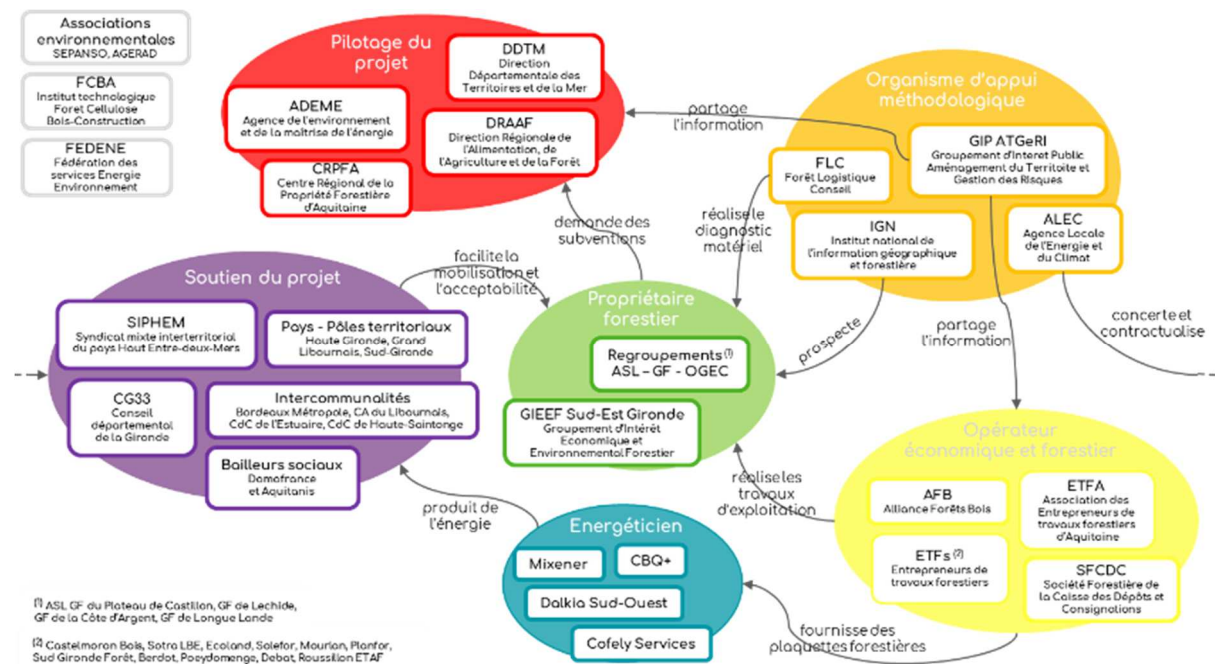 Associations
environnementales
SEPANSO, AGERAD
FCBA
Institut technologique
Foret Cellulose
Bois-Construction
FEDENE
Fédération des
services Energie
Environnement
Pilotage du
projet
DDTM
Direction
Départementale des
Territoires et de la Mer
ADEME
Agence de l'environnement
et de la maîtrise de l'énergie
DRAAF
Direction Régionale de
l'Alimentation, de
l'Agriculture et de la Forêt
CRPFA
Centre Régional de la
Propriété Forestière
d'Aquitaine
partage
l'information
Organisme d'appui
méthodologique
GIP ATGeRI
Groupement d'Interet Public
Aménagement du Territoite et
Gestion des Risques
FLC
Forêt Logistique
Conseil
IGN
Institut national de
l'information géographique
et forestière
ALEC
Agence Locale
de l'Energie et
du Climat
demande des
subventions
réalise le
diagnostic
matériel
facilite la
mobilisation et
l'acceptabilité
prospecte
partage
l'information
concerte et
contractualise
Soutien du projet
SIPHEM
Syndicat mixte interterritorial
du pays Haut Entre-deux-Mers
Pays - Pôles territoriaux
Haute Gironde, Grand
Libournais, Sud-Gironde
CG33
Conseil
départemental
de la Gironde
Intercommunalités
Bordeaux Métropole, CA du Libournais,
CdC de l'Estuaire, CdC de Haute-Saintonge
Bailleurs sociaux
Domofrance
et Aquitanis
Propriétaire
forestier
Regroupements (1)
ASL – GF - OGEC
GIEEF Sud-Est Gironde
Groupement d'Intérêt
Economique et
Environnemental Forestier
produit de
l'énergie
réalise les
travaux
d'exploitation
Opérateur
économique et forestier
AFB
Alliance Forêts Bois
ETFA
Association des
Entrepreneurs de
travaux forestiers
d'Aquitaine
ETFs (2)
Entrepreneurs de
travaux forestiers
SFCDC
Société Forestière de
la Caisse des Dépôts et
Consignations
Energéticien
Mixener
CBQ+
Dalkia Sud-Ouest
Cofely Services
fournisse des
plaquettes forestières
(1) ASL GF du Plateau de Castillon, GF de Lechide,
GF de la Côte d'Argent, GF de Longue Lande
(2) Castelmoron Bois, Sotra LBE, Ecoland, Solefor, Mourlan, Planfor,
Sud Gironde Forêt, Berdot, Poeydomenge, Debat, Roussillon ETAF